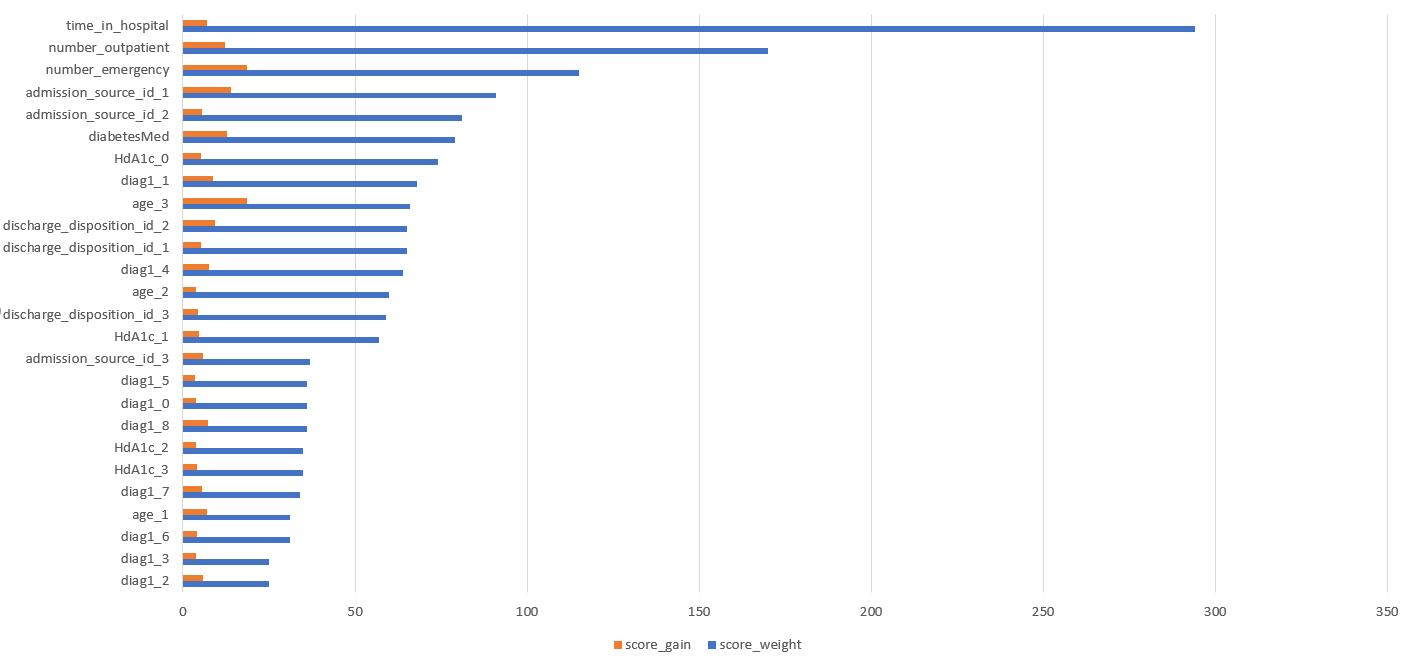 time_in_hospital
number_outpatient
number_emergency
admission_source_id_1
admission_source_id_2
diabetesMed
HdA1c_0
diag1_1
age_3
discharge_disposition_id_2
discharge_disposition_id_1
diag1_4
age_2
discharge_disposition_id_3
HdA1c_1
admission_source_id_3
diag1_5
diag1_0
diag1_8
HdA1c_2
HdA1c_3
diag1_7
age_1
diag1_6
diag1_3
diag1_2
0 50 100 150 200 250 300 350
score_gain score_weight